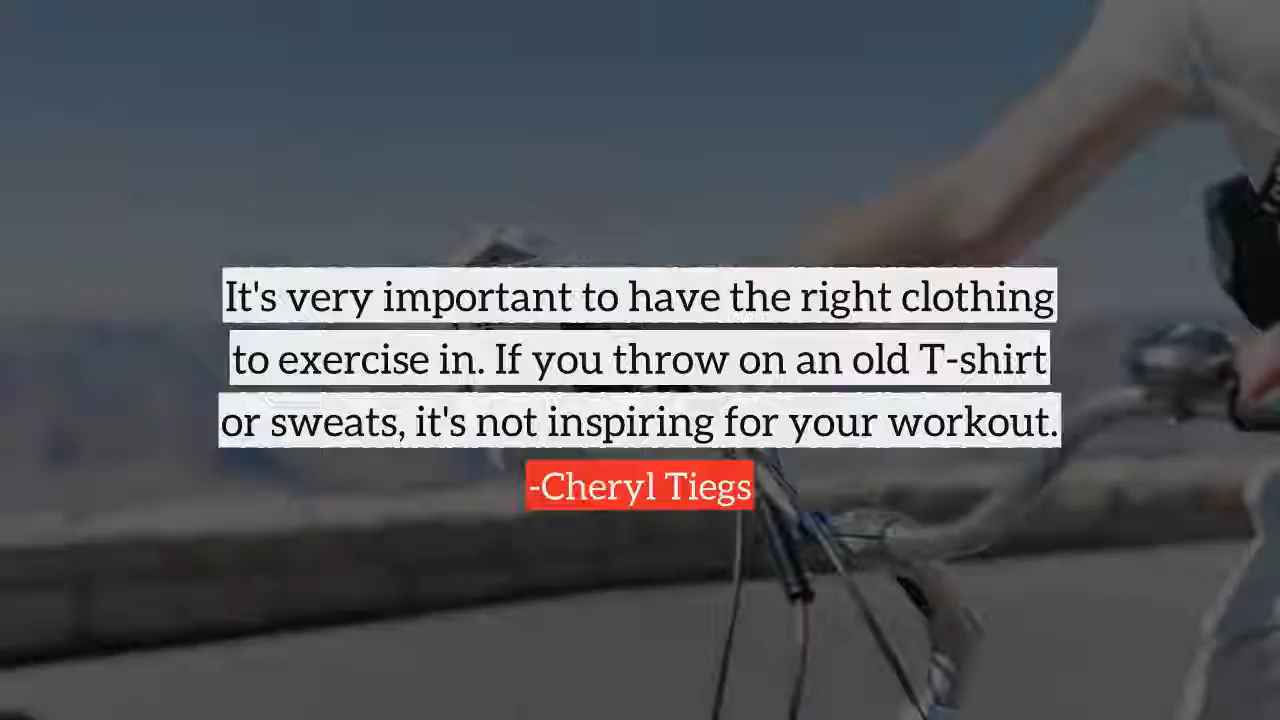 It's very important to have the right clothing
to exercise in. If you throw on an old T-shirt
or sweats, it's not inspiring for your workout.
-Cheryl Tiegs